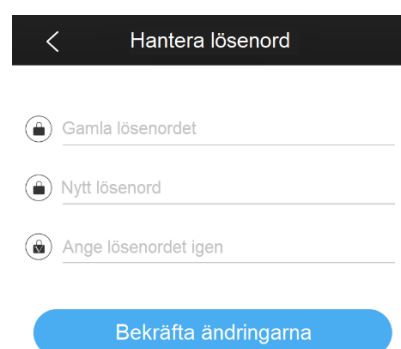 Hantera lösenord
Gamla lösenordet
Nytt lösenord
Ange lösenordet igen
Bekräfta ändringarna